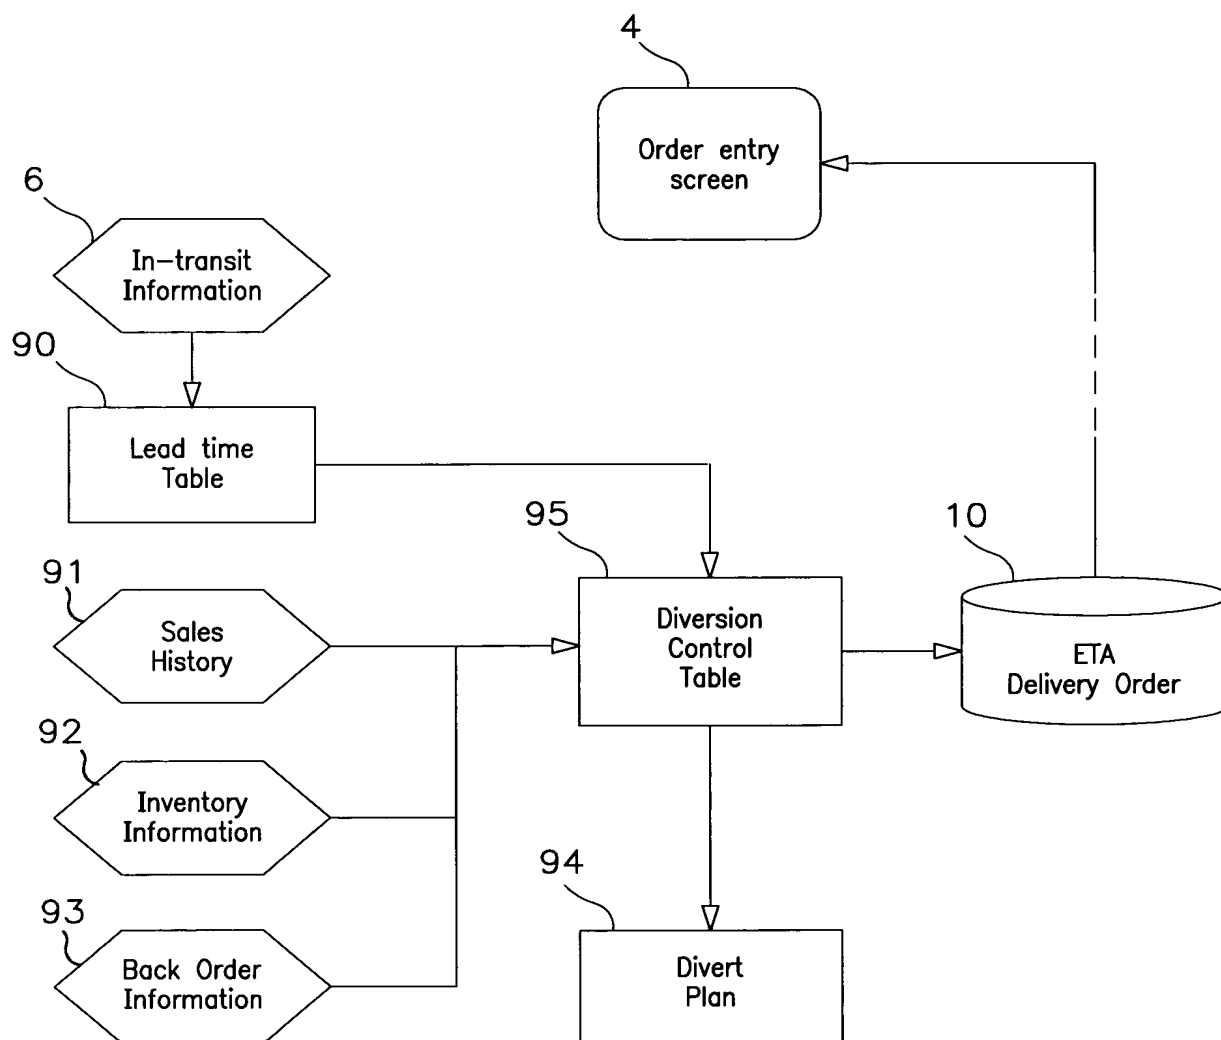 4
Order entry
screen
6
In-transit
Information
90
Lead time
Table
95
10
91
Sales
History
Diversion
Control
Table
ETA
Delivery Order
92
Inventory
Information
94
93
Back Order
Information
Divert
Plan